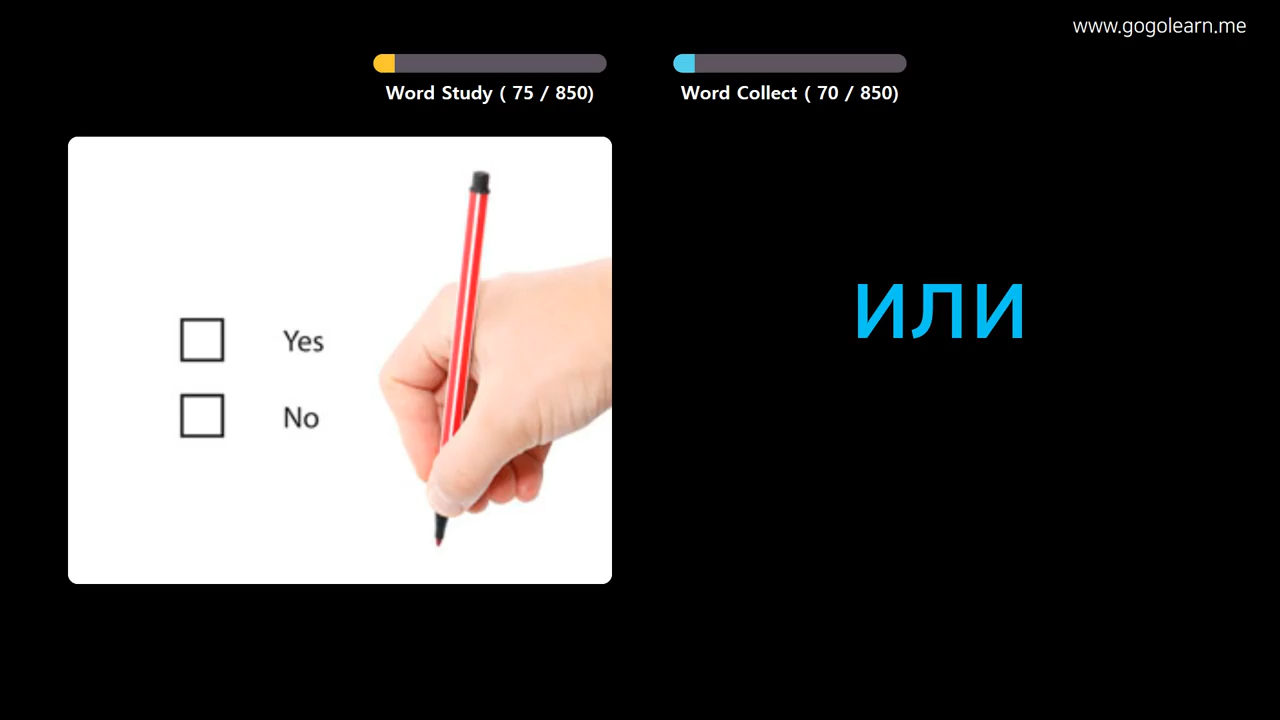 www.gogolearn.me
Word Study ( 75 / 850)
Word Collect ( 70 / 850)
Yes
No
или